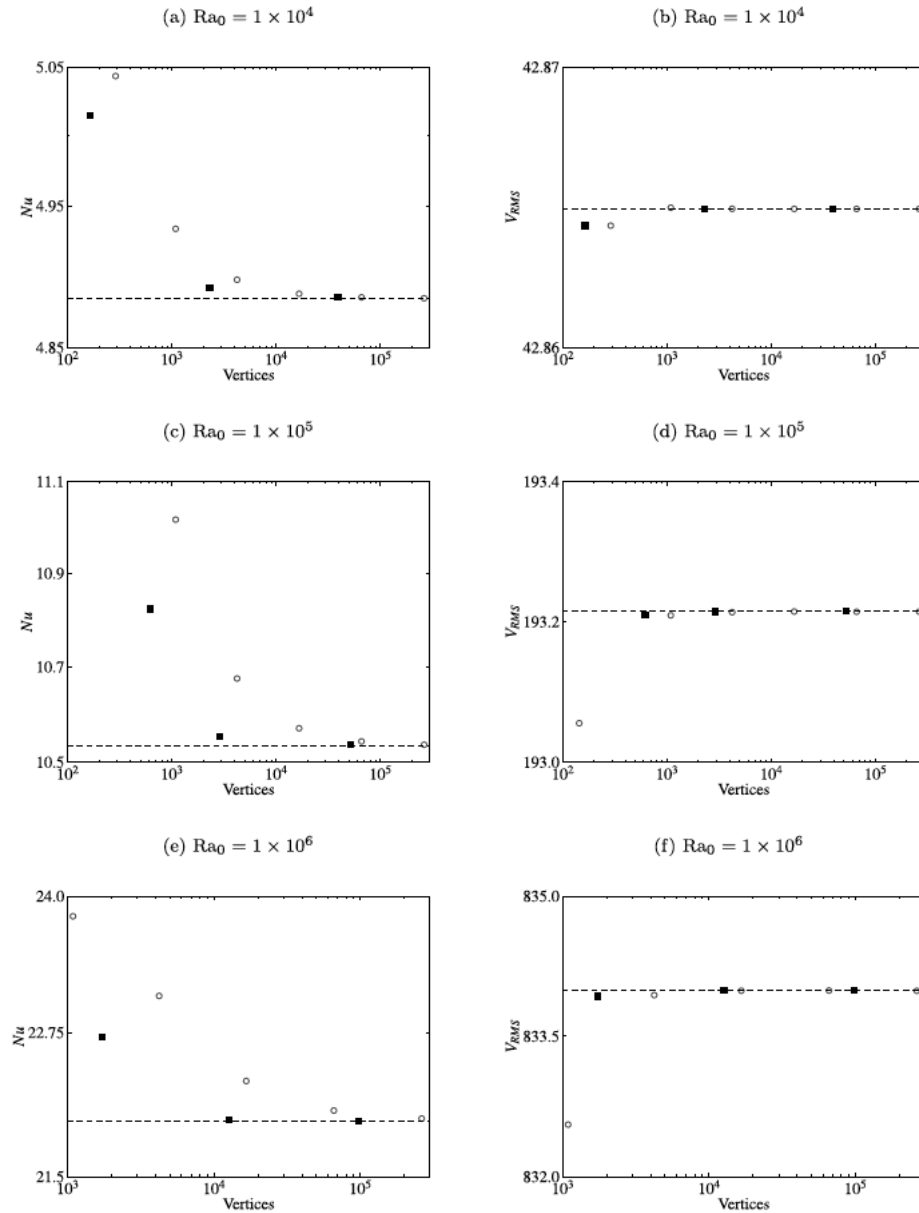 (a) Ra₀ = 1 × 10⁴
5.05
4.95
4.85
Nu
10² 10³ 10⁴ 10⁵
Vertices
(b) Ra₀ = 1 × 10⁴
42.87
42.86
V_RMS
10² 10³ 10⁴ 10⁵
Vertices
(c) Ra₀ = 1 × 10⁵
11.1
10.9
10.7
10.5
Nu
10² 10³ 10⁴ 10⁵
Vertices
(d) Ra₀ = 1 × 10⁵
193.4
193.2
193.0
V_RMS
10² 10³ 10⁴ 10⁵
Vertices
(e) Ra₀ = 1 × 10⁶
24.0
22.75
21.5
Nu
10³ 10⁴ 10⁵
Vertices
(f) Ra₀ = 1 × 10⁶
835.0
833.5
832.0
V_RMS
10³ 10⁴ 10⁵
Vertices